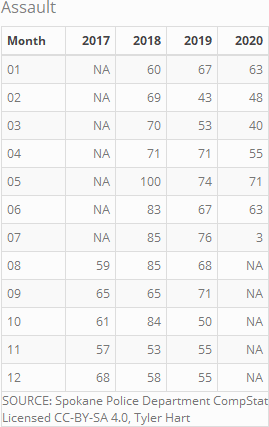 Assault
Month 2017 2018 2019 2020
01 NA 60 67 63
02 NA 69 43 48
03 NA 70 53 40
04 NA 71 71 55
05 NA 100 74 71
06 NA 83 67 63
07 NA 85 76 3
08 59 85 68 NA
09 65 65 71 NA
10 61 84 50 NA
11 57 53 55 NA
12 68 58 55 NA
SOURCE: Spokane Police Department CompStat
Licensed CC-BY-SA 4.0, Tyler Hart